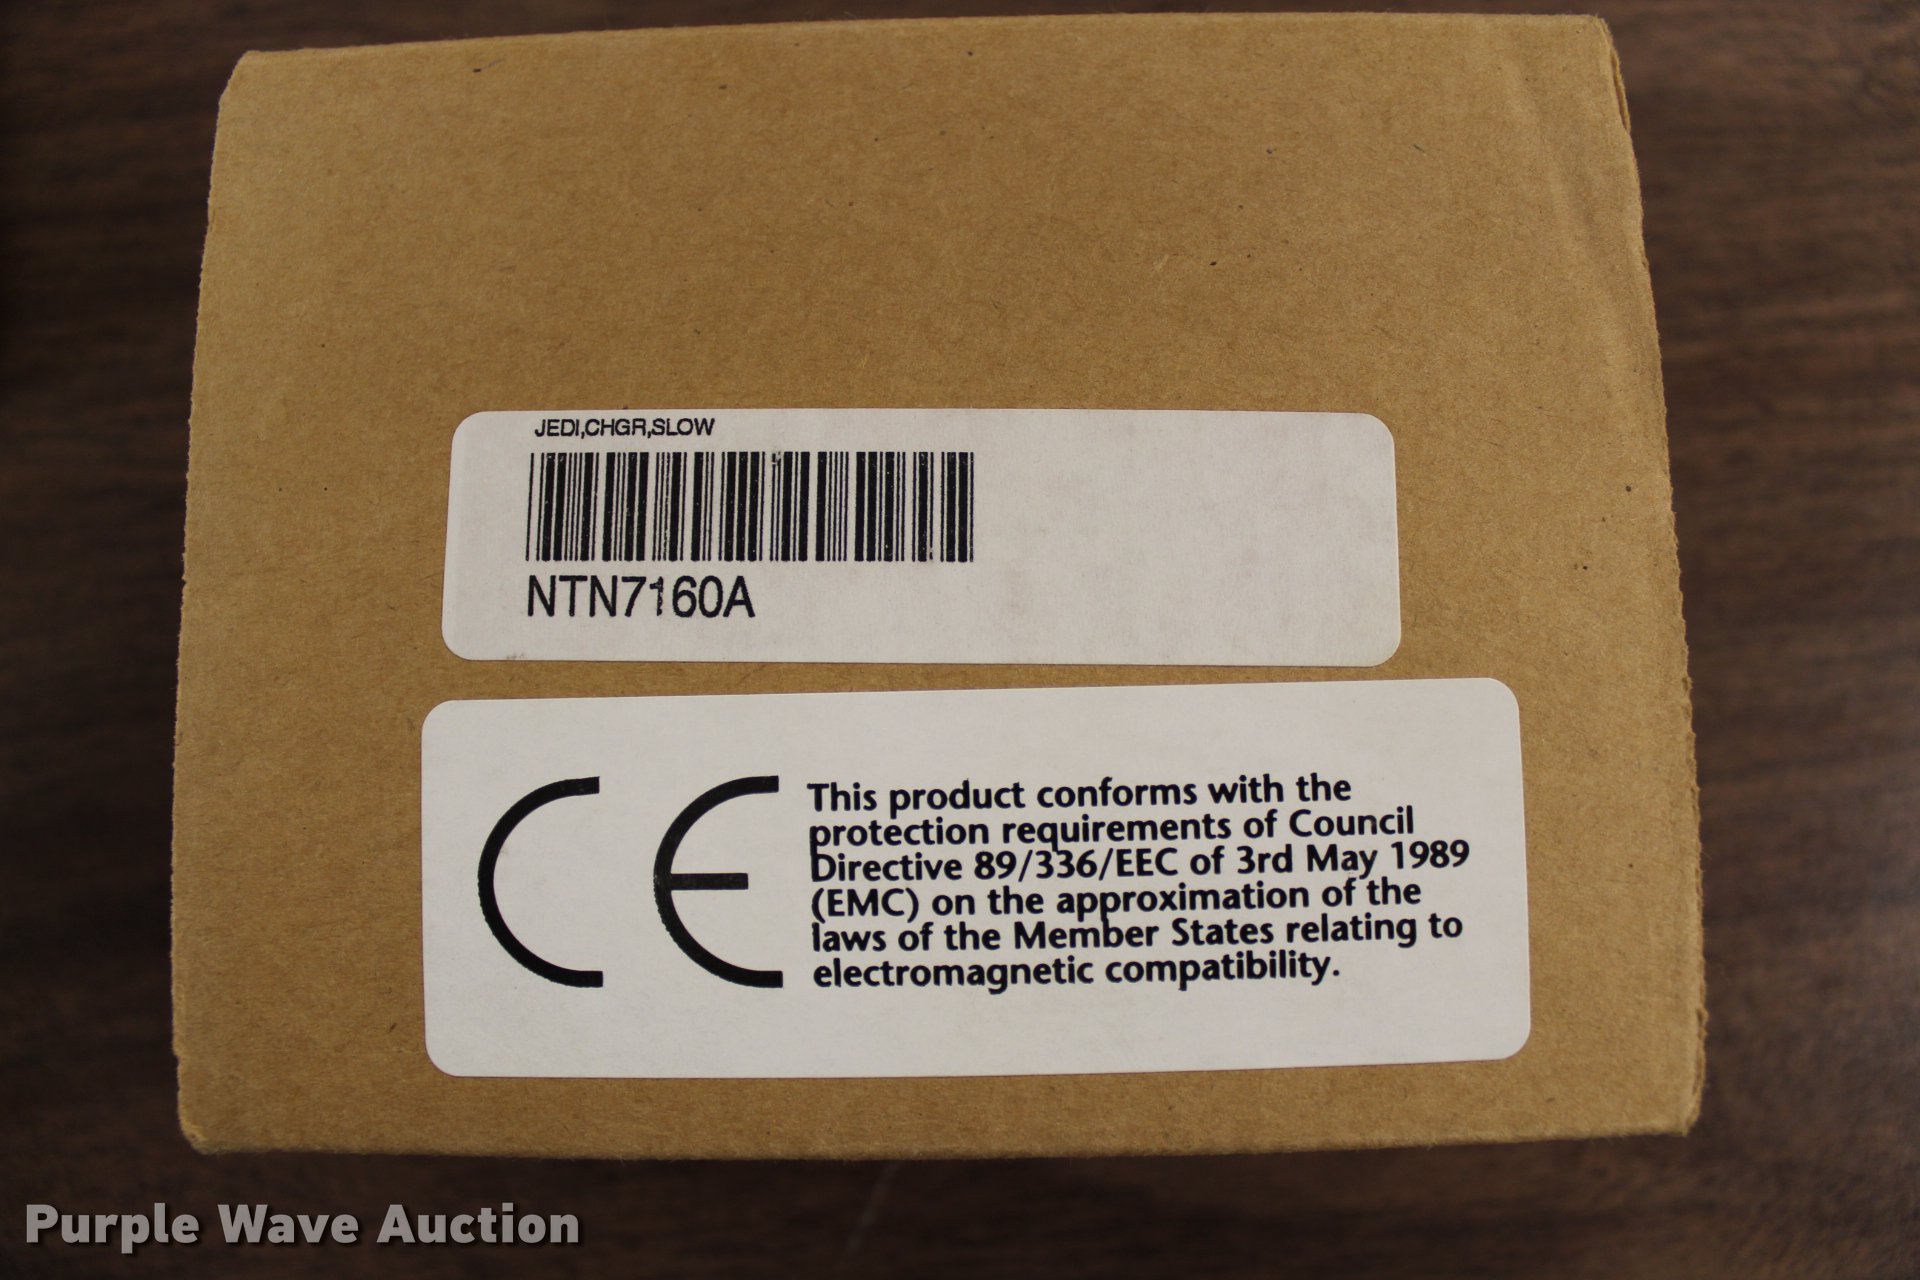 JEDI,CHGR,SLOW
NTN7160A
CE
This product conforms with the
protection requirements of Council
Directive 89/336/EEC of 3rd May 1989
(EMC) on the approximation of the
laws of the Member States relating to
electromagnetic compatibility.
Purple Wave Auction